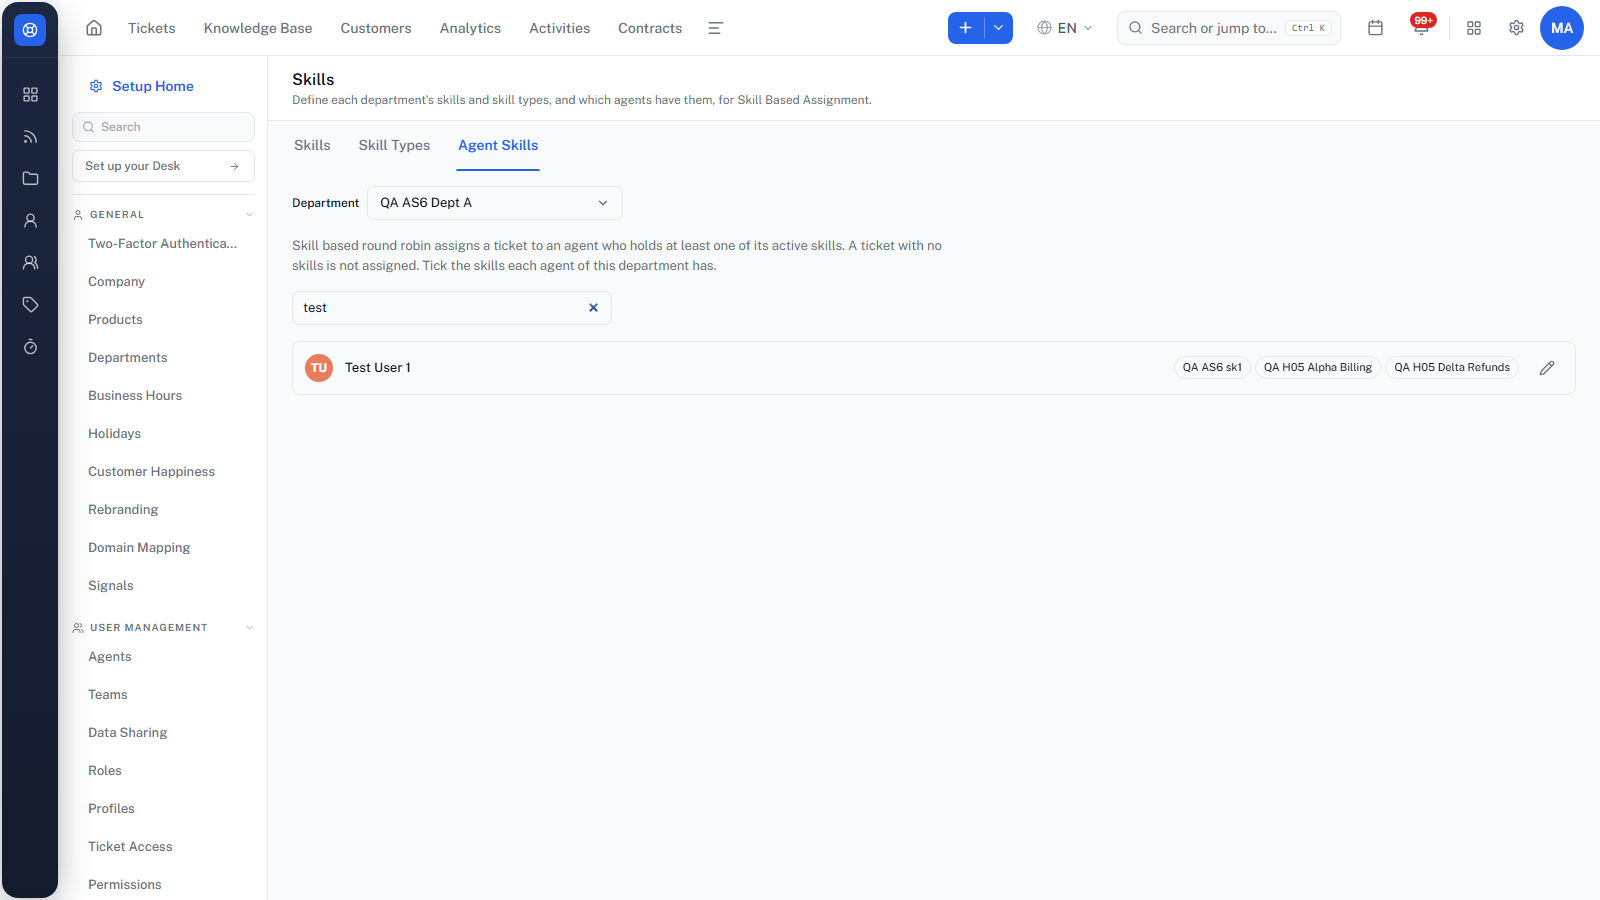 Tickets
Knowledge Base
Customers
Analytics
Activities
Contracts
EN
Search or jump to...
Ctrl K
99+
MA
Setup Home
Search
Set up your Desk
GENERAL
Two-Factor Authentica...
Company
Products
Departments
Business Hours
Holidays
Customer Happiness
Rebranding
Domain Mapping
Signals
USER MANAGEMENT
Agents
Teams
Data Sharing
Roles
Profiles
Ticket Access
Permissions
Skills
Define each department's skills and skill types, and which agents have them, for Skill Based Assignment.
Skills
Skill Types
Agent Skills
Department
QA AS6 Dept A
Skill based round robin assigns a ticket to an agent who holds at least one of its active skills. A ticket with no
skills is not assigned. Tick the skills each agent of this department has.
test
TU
Test User 1
QA AS6 sk1
QA H05 Alpha Billing
QA H05 Delta Refunds